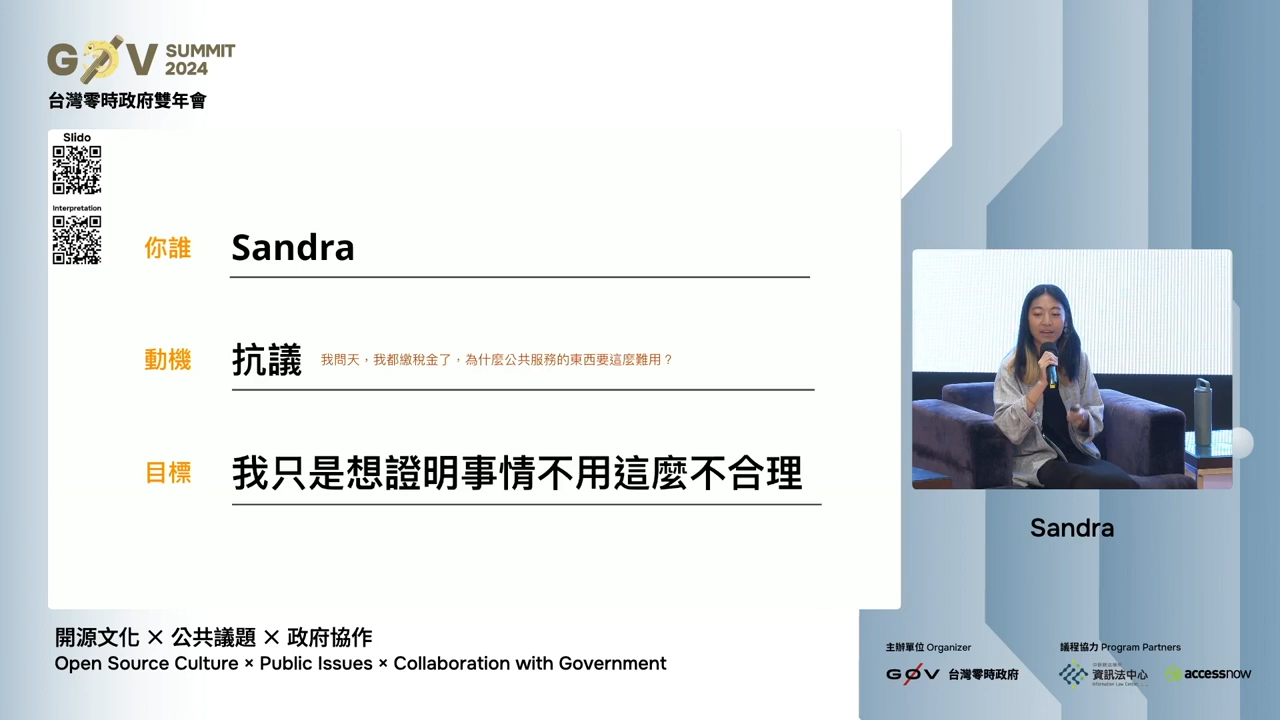 G0V SUMMIT 2024
台灣零時政府雙年會
Slido
Interpretation
你誰 Sandra
動機 抗議 我問天，我都繳稅金了，為什麼公共服務的東西要這麼難用？
目標 我只是想證明事情不用這麼不合理
Sandra
開源文化 × 公共議題 × 政府協作
Open Source Culture × Public Issues × Collaboration with Government
主辦單位 Organizer
G0V 台灣零時政府
議程協力 Program Partners
資訊法中心
Information Law Center
accessnow